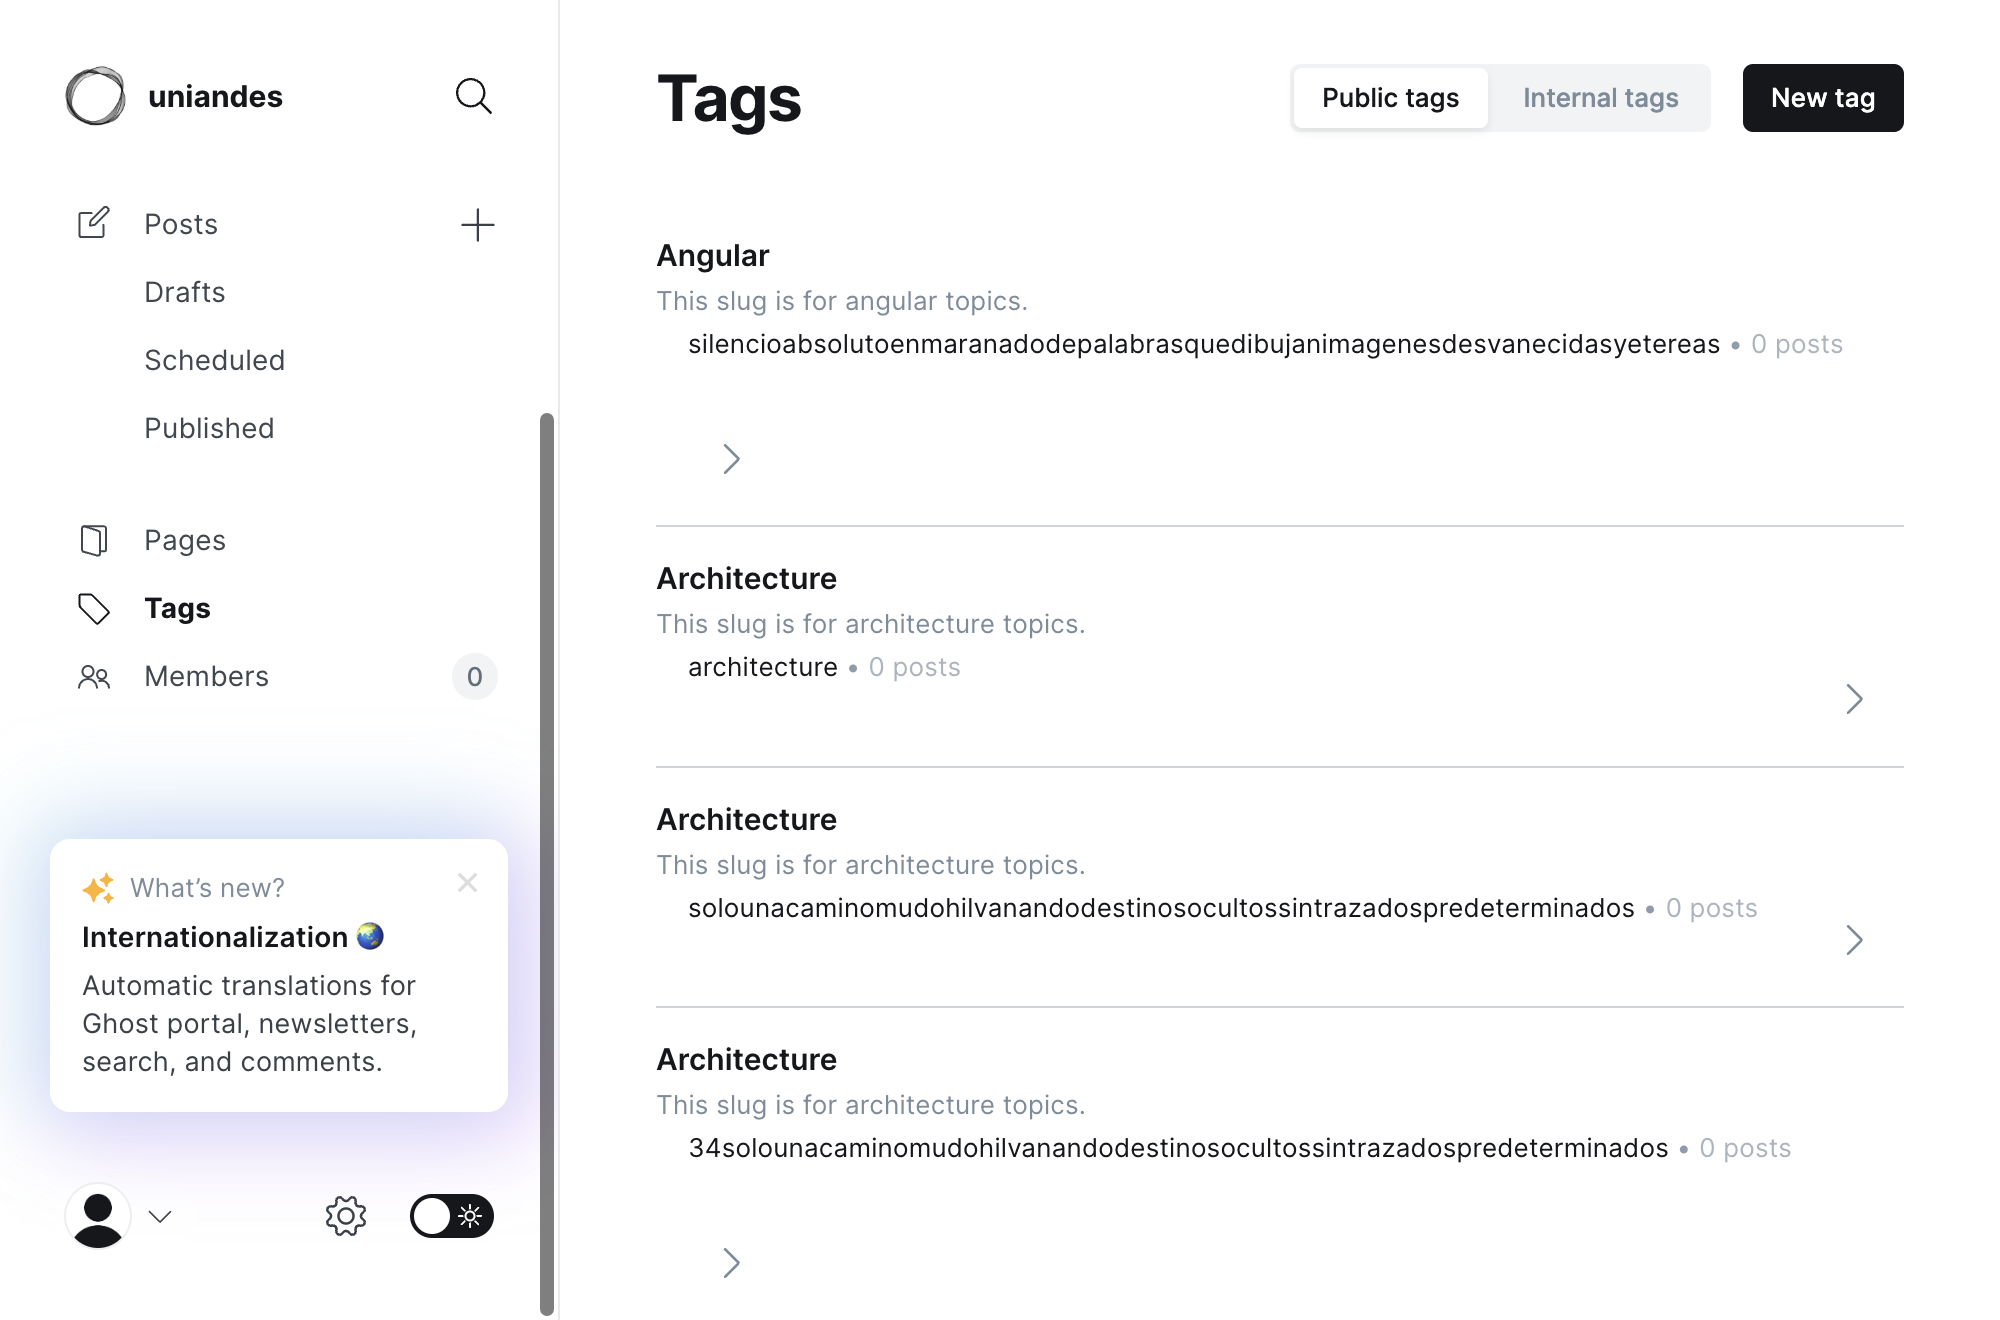 uniandes
Posts
Drafts
Scheduled
Published
Pages
Tags
Members
0
What's new?
Internationalization 🌏
Automatic translations for
Ghost portal, newsletters,
search, and comments.
Tags
Public tags
Internal tags
New tag
Angular
This slug is for angular topics.
silencioabsolutoenmaranadodepalabrasquedibujanimagenesdesvanecidasyetereas • 0 posts
Architecture
This slug is for architecture topics.
architecture • 0 posts
Architecture
This slug is for architecture topics.
solounacaminomudohilvanandodestinosocultossintrazadospredeterminados • 0 posts
Architecture
This slug is for architecture topics.
34solounacaminomudohilvanandodestinosocultossintrazadospredeterminados • 0 posts